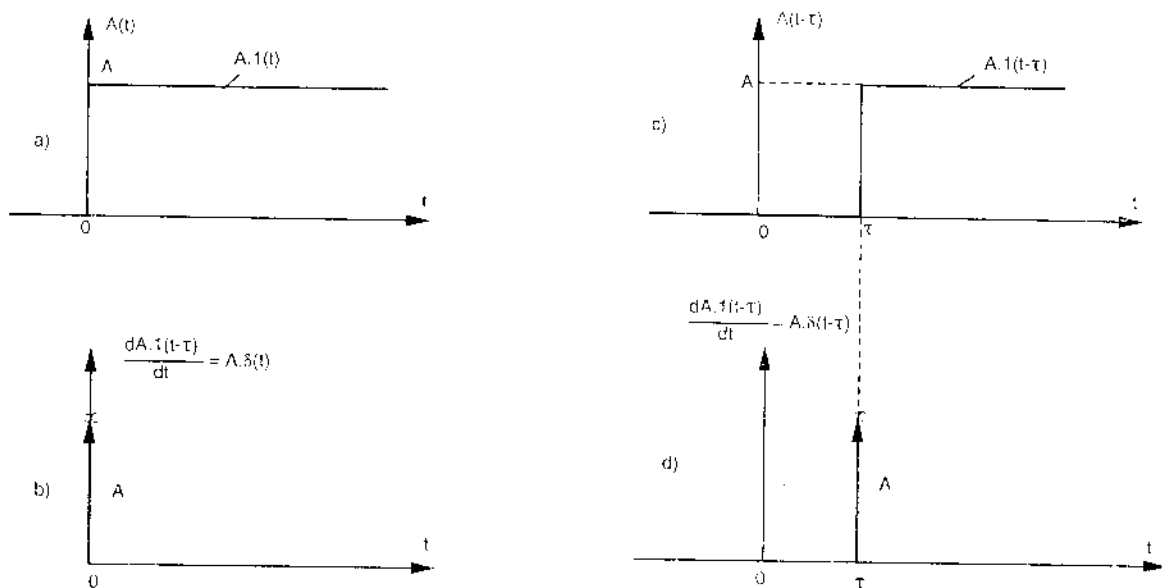 A(t)
A
A.1(t)
a)
t
0
A(t-τ)
A
A.1(t-τ)
c)
t
0
τ
dA.1(t-τ)
dt
= A.δ(t)
b)
A
t
0
dA.1(t-τ)
dt
= A.δ(t-τ)
d)
A
t
0
τ